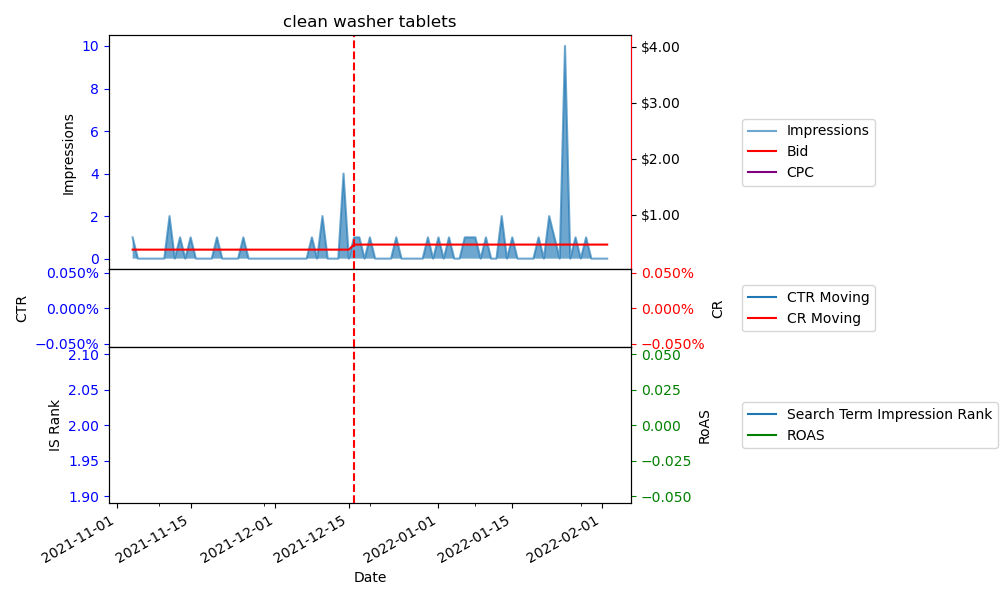 clean washer tablets
Impressions
10
8
6
4
2
0
$4.00
$3.00
$2.00
$1.00
Impressions
Bid
CPC
CTR
0.050%
0.000%
−0.050%
0.050%
0.000%
−0.050%
CR
CTR Moving
CR Moving
IS Rank
2.10
2.05
2.00
1.95
1.90
0.050
0.025
0.000
−0.025
−0.050
RoAS
Search Term Impression Rank
ROAS
2021-11-01
2021-11-15
2021-12-01
2021-12-15
2022-01-01
2022-01-15
2022-02-01
Date